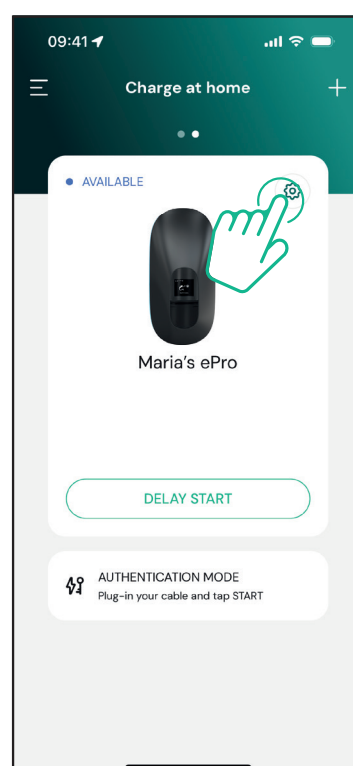 09:41
Charge at home
AVAILABLE
Maria's ePro
DELAY START
AUTHENTICATION MODE
Plug-in your cable and tap START